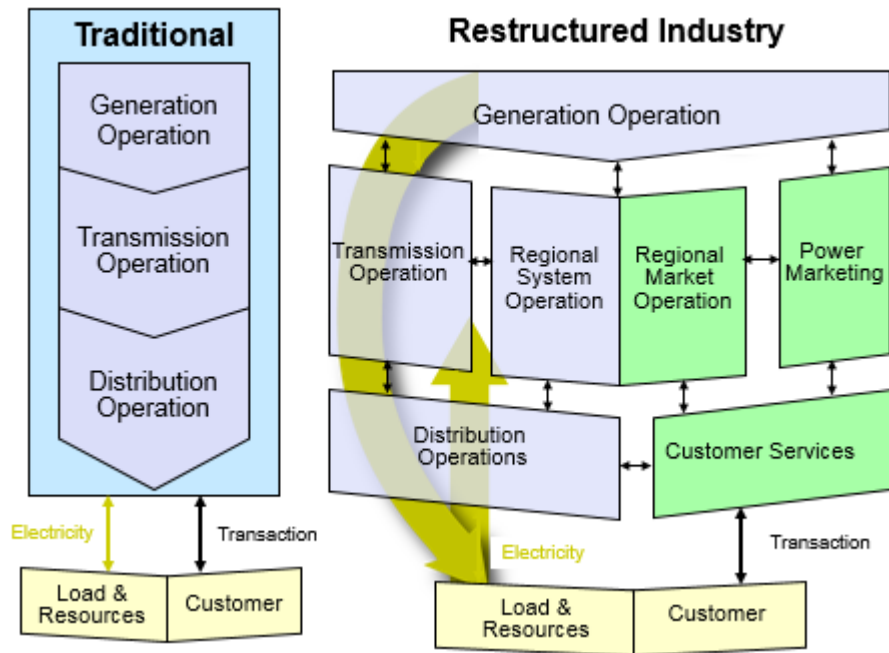 Traditional
Generation
Operation
Transmission
Operation
Distribution
Operation
Electricity
Transaction
Load &
Resources
Customer
Restructured Industry
Generation Operation
Transmission
Operation
Regional
System
Operation
Regional
Market
Operation
Power
Marketing
Distribution
Operations
Customer Services
Electricity
Transaction
Load &
Resources
Customer